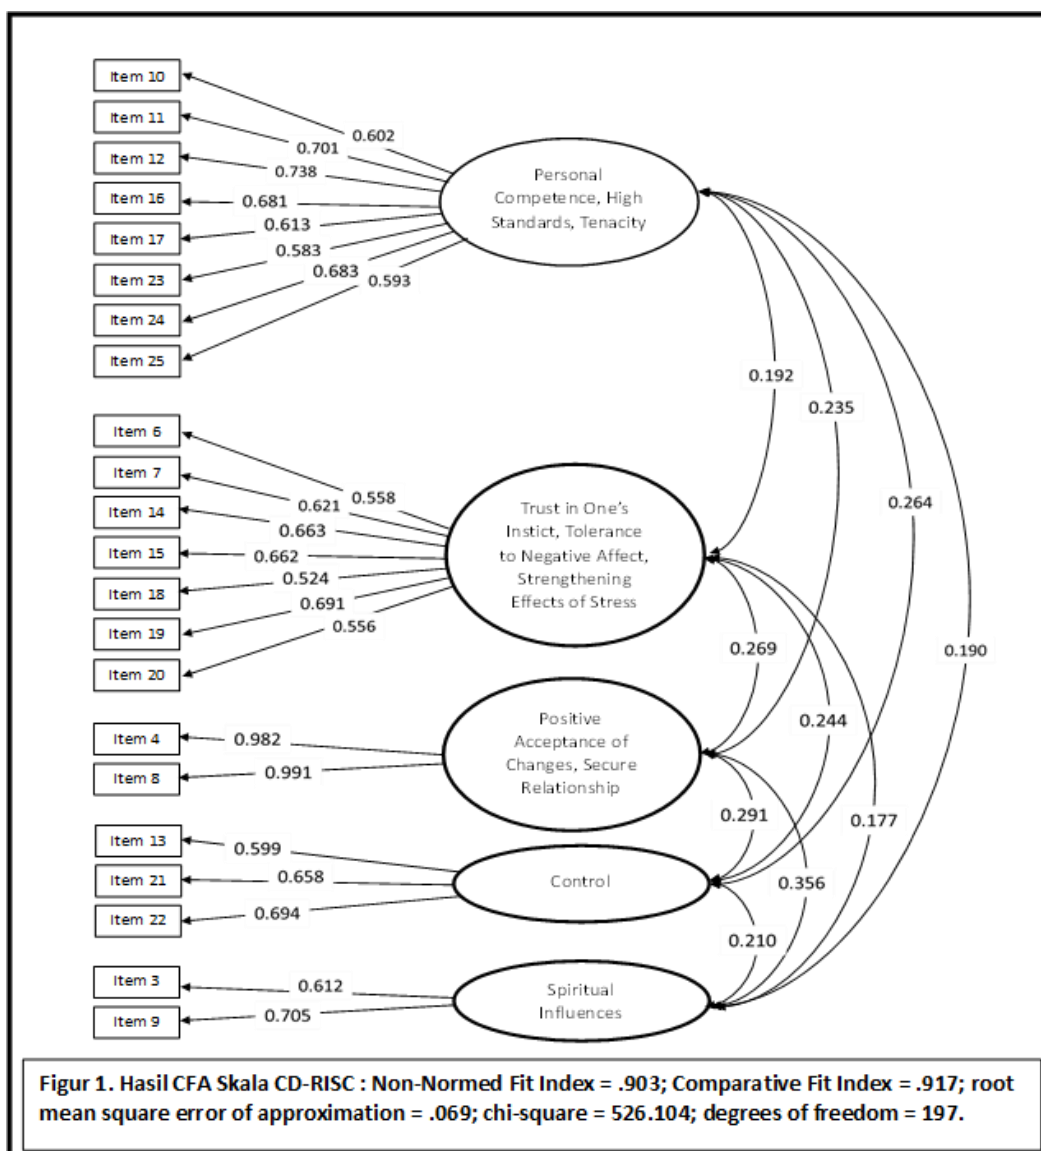 Item 10
Item 11
Item 12
Item 16
Item 17
Item 23
Item 24
Item 25
0.602
0.701
0.738
0.681
0.613
0.583
0.683
0.593
Personal
Competence, High
Standards, Tenacity
0.192
0.235
0.264
0.190
Item 6
Item 7
Item 14
Item 15
Item 18
Item 19
Item 20
0.558
0.621
0.663
0.662
0.524
0.691
0.556
Trust in One's
Instict, Tolerance
to Negative Affect,
Strengthening
Effects of Stress
0.269
0.244
0.177
Item 4
Item 8
0.982
0.991
Positive
Acceptance of
Changes, Secure
Relationship
0.291
0.356
Item 13
Item 21
Item 22
0.599
0.658
0.694
Control
0.210
Item 3
Item 9
0.612
0.705
Spiritual
Influences
Figur 1. Hasil CFA Skala CD-RISC : Non-Normed Fit Index = .903; Comparative Fit Index = .917; root
mean square error of approximation = .069; chi-square = 526.104; degrees of freedom = 197.